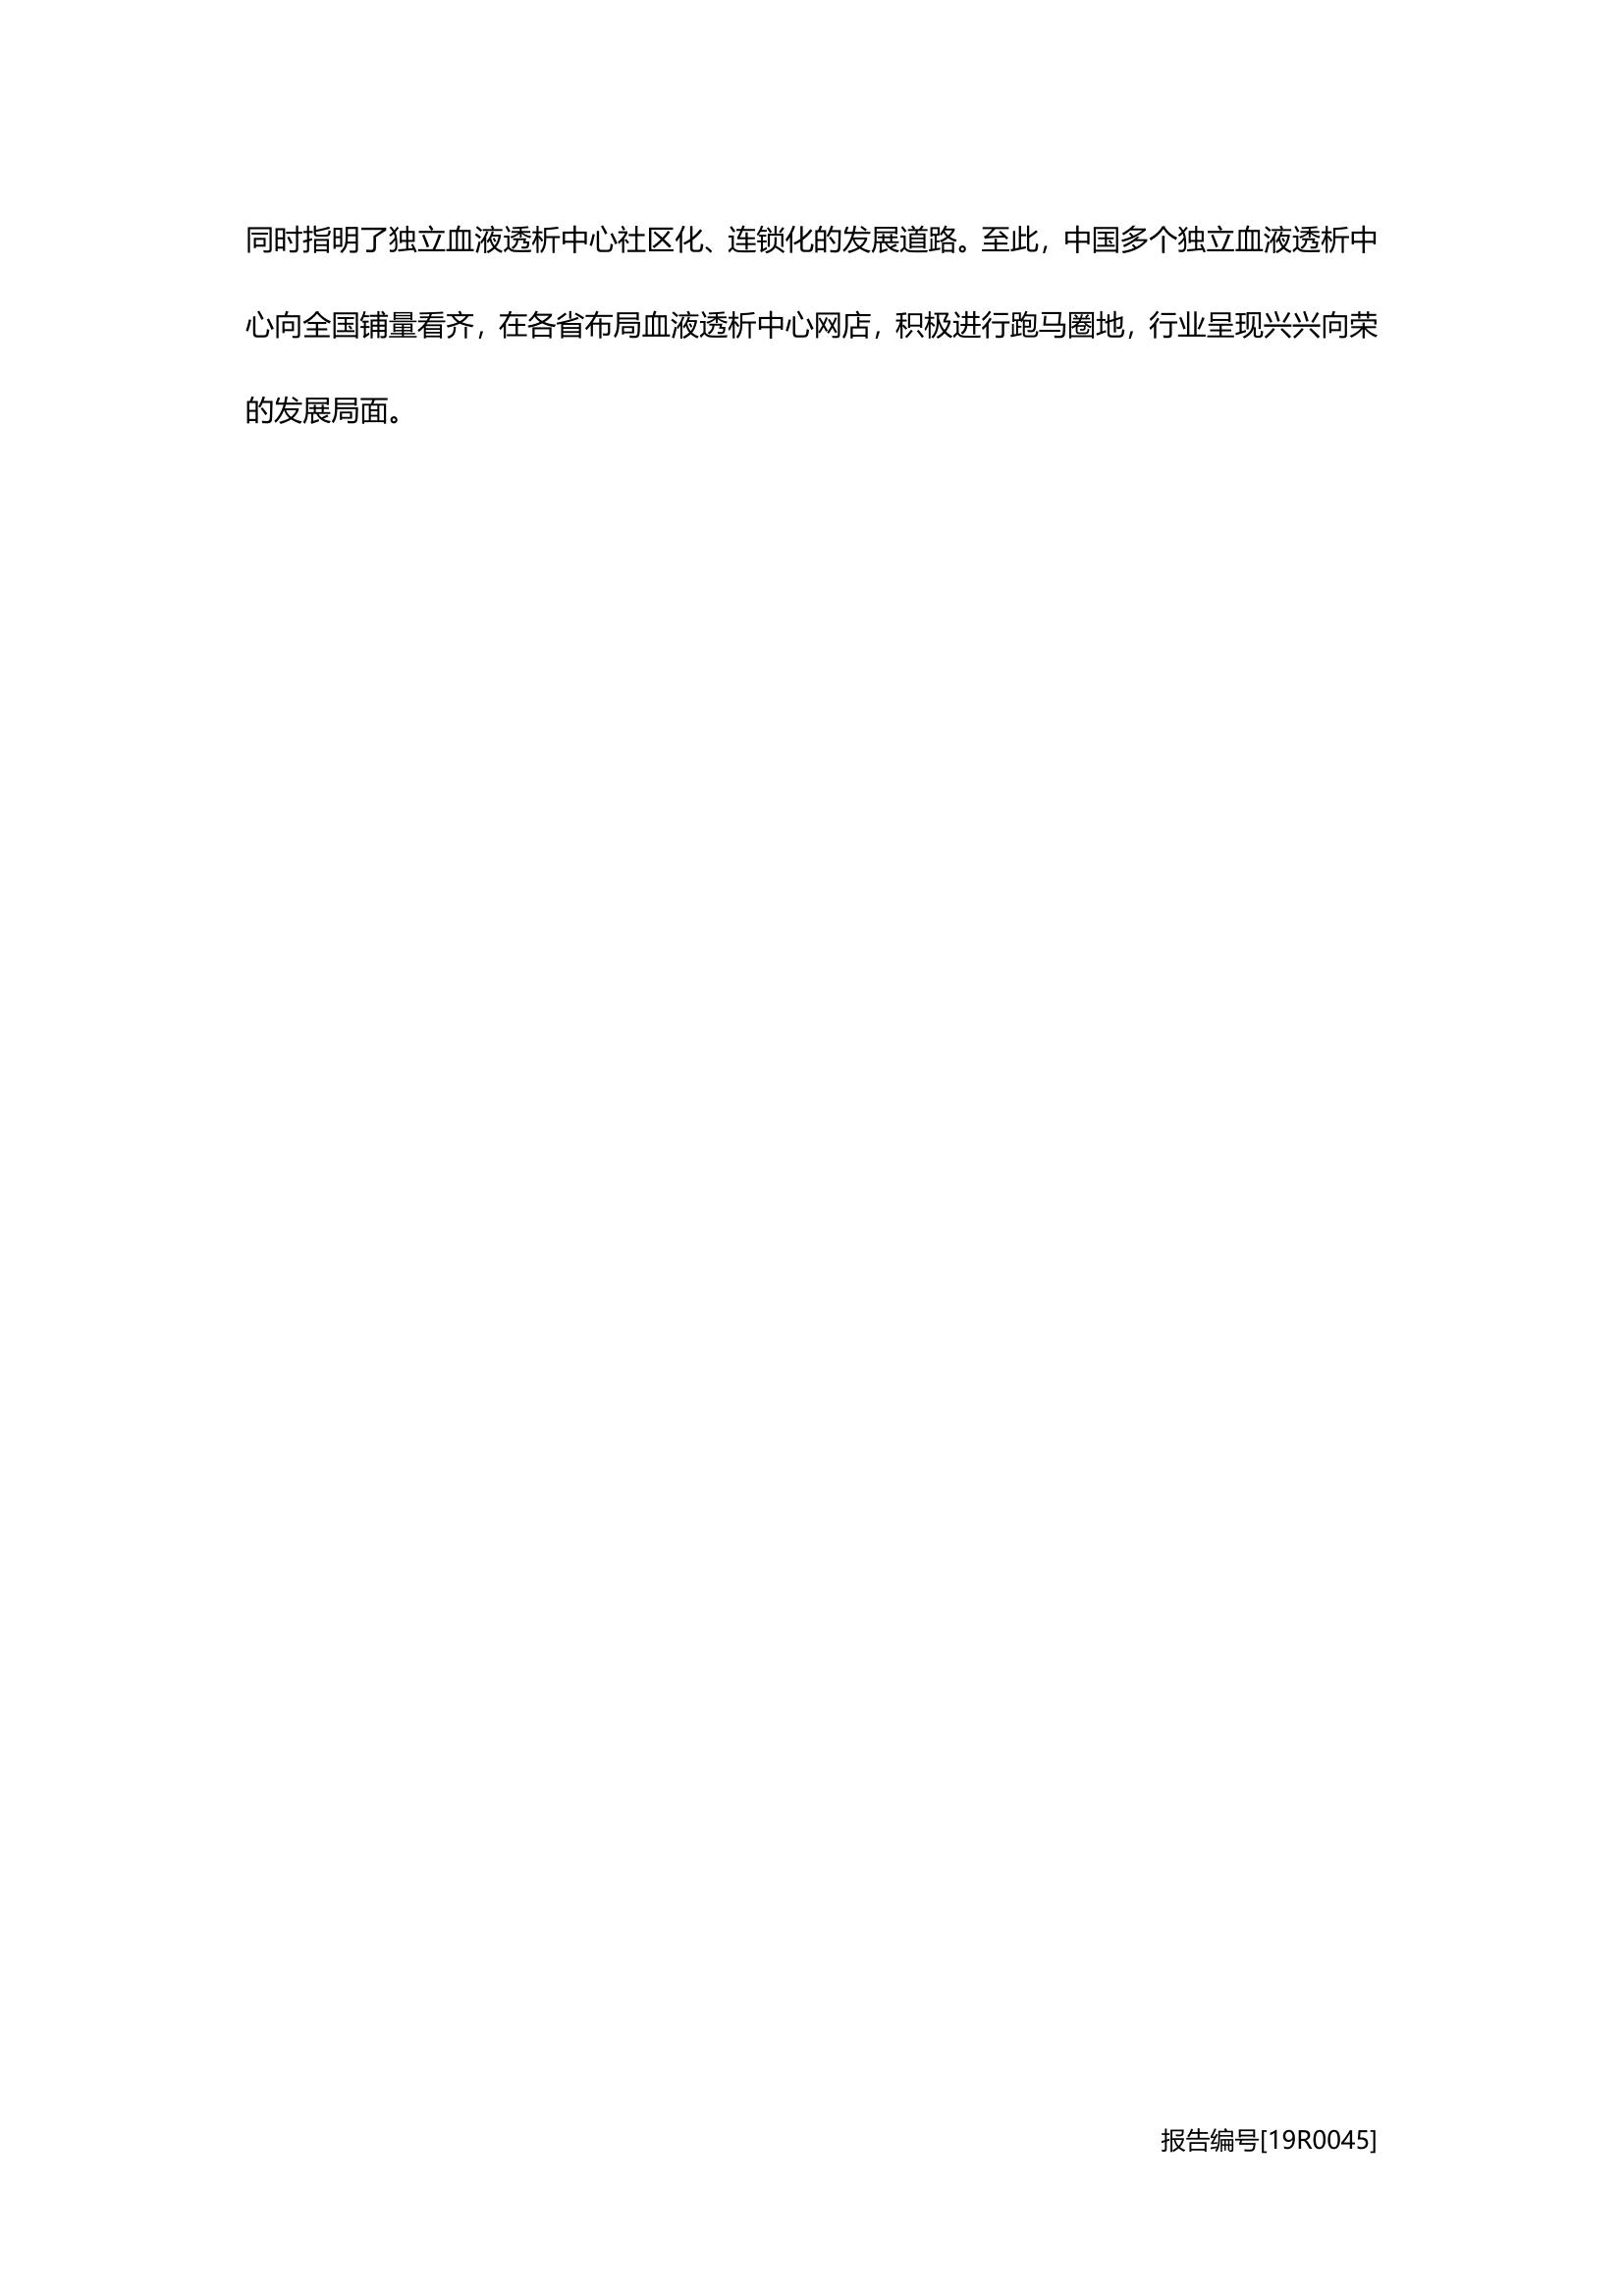 同时指明了独立血液透析中心社区化、连锁化的发展道路。至此，中国多个独立血液透析中
心向全国铺量看齐，在各省布局血液透析中心网店，积极进行跑马圈地，行业呈现兴兴向荣
的发展局面。
报告编号[19R0045]